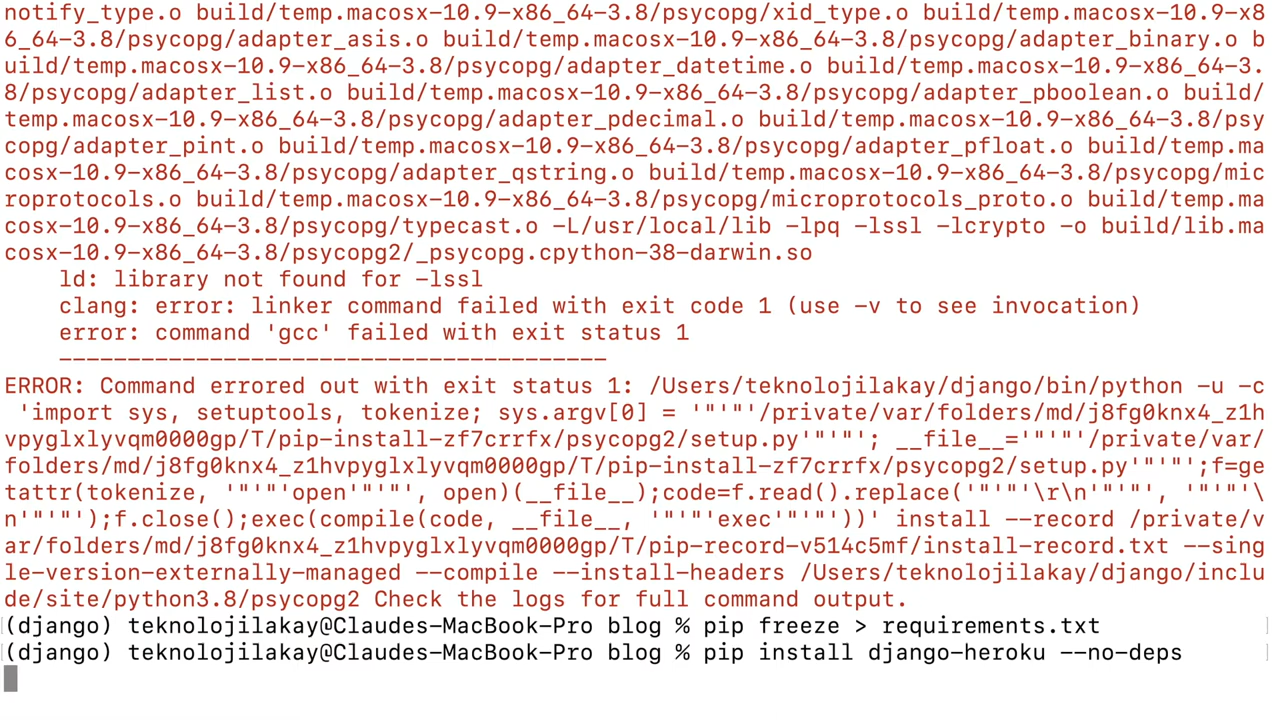 notify_type.o build/temp.macosx-10.9-x86_64-3.8/psycopg/xid_type.o build/temp.macosx-10.9-x8
6_64-3.8/psycopg/adapter_asis.o build/temp.macosx-10.9-x86_64-3.8/psycopg/adapter_binary.o b
uild/temp.macosx-10.9-x86_64-3.8/psycopg/adapter_datetime.o build/temp.macosx-10.9-x86_64-3.
8/psycopg/adapter_list.o build/temp.macosx-10.9-x86_64-3.8/psycopg/adapter_pboolean.o build/
temp.macosx-10.9-x86_64-3.8/psycopg/adapter_pdecimal.o build/temp.macosx-10.9-x86_64-3.8/psy
copg/adapter_pint.o build/temp.macosx-10.9-x86_64-3.8/psycopg/adapter_pfloat.o build/temp.ma
cosx-10.9-x86_64-3.8/psycopg/adapter_qstring.o build/temp.macosx-10.9-x86_64-3.8/psycopg/mic
roprotocols.o build/temp.macosx-10.9-x86_64-3.8/psycopg/microprotocols_proto.o build/temp.ma
cosx-10.9-x86_64-3.8/psycopg/typecast.o -L/usr/local/lib -lpq -lssl -lcrypto -o build/lib.ma
cosx-10.9-x86_64-3.8/psycopg2/_psycopg.cpython-38-darwin.so
ld: library not found for -lssl
clang: error: linker command failed with exit code 1 (use -v to see invocation)
error: command 'gcc' failed with exit status 1
----------------------------------------
ERROR: Command errored out with exit status 1: /Users/teknolojilakay/django/bin/python -u -c
'import sys, setuptools, tokenize; sys.argv[0] = '"'"'/private/var/folders/md/j8fg0knx4_z1h
vpyglxlyvqm0000gp/T/pip-install-zf7crrfx/psycopg2/setup.py'"'"'; __file__='"'"'/private/var/
folders/md/j8fg0knx4_z1hvpyglxlyvqm0000gp/T/pip-install-zf7crrfx/psycopg2/setup.py'"'"';f=ge
tattr(tokenize, '"'"'open'"'"', open)(__file__);code=f.read().replace('"'"'\r\n'"'"', '"'"'\
n'"'"');f.close();exec(compile(code, __file__, '"'"'exec'"'"'))' install --record /private/v
ar/folders/md/j8fg0knx4_z1hvpyglxlyvqm0000gp/T/pip-record-v514c5mf/install-record.txt --sing
le-version-externally-managed --compile --install-headers /Users/teknolojilakay/django/inclu
de/site/python3.8/psycopg2 Check the logs for full command output.
(django) teknolojilakay@Claudes-MacBook-Pro blog % pip freeze > requirements.txt
(django) teknolojilakay@Claudes-MacBook-Pro blog % pip install django-heroku --no-deps